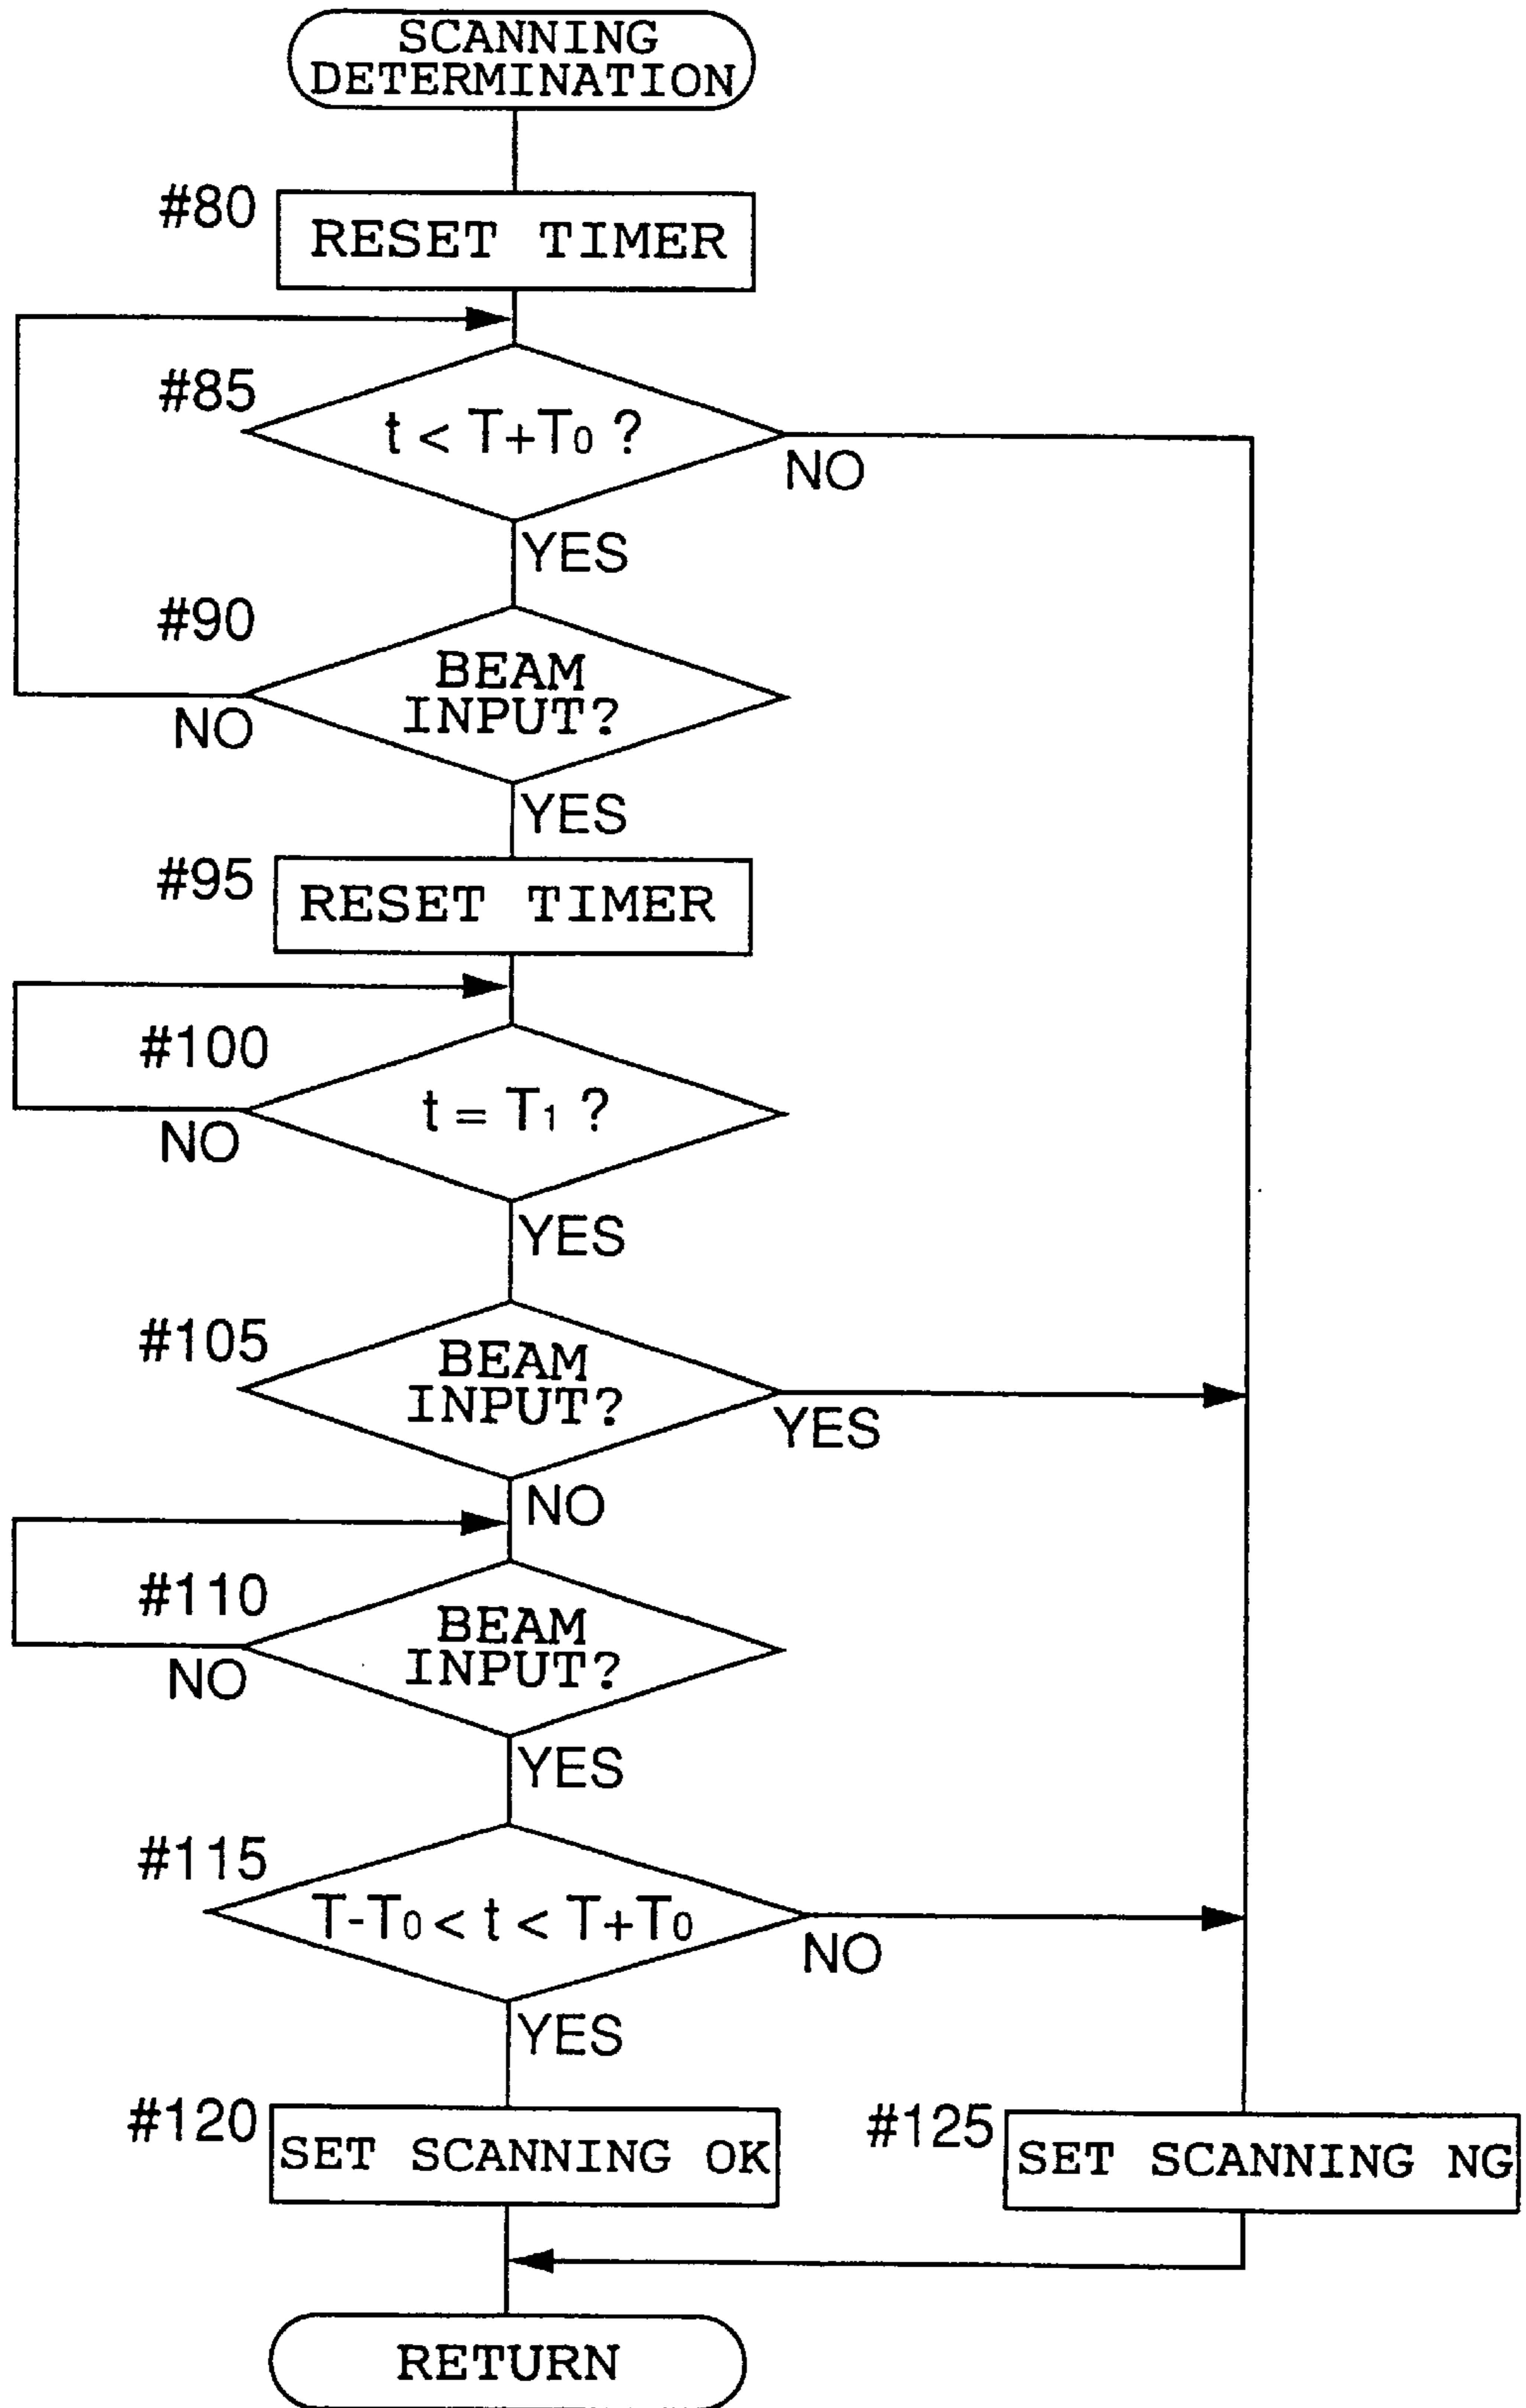 SCANNING
DETERMINATION
#80
RESET TIMER
#85
t < T+T₀ ?
NO
YES
#90
BEAM
INPUT?
NO
YES
#95
RESET TIMER
#100
t = T₁ ?
NO
YES
#105
BEAM
INPUT?
YES
NO
#110
BEAM
INPUT?
NO
YES
#115
T-T₀ < t < T+T₀
NO
YES
#120
SET SCANNING OK
#125
SET SCANNING NG
RETURN